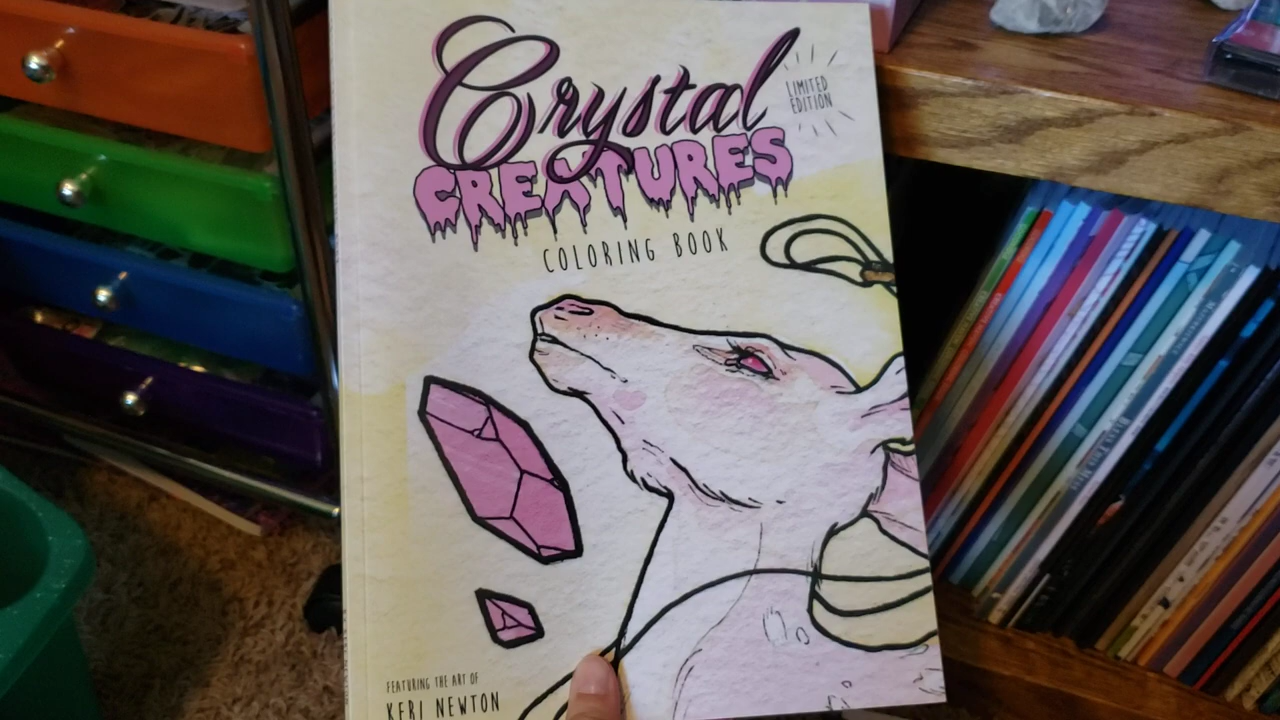 Crystal
LIMITED
EDITION
CREATURES
COLORING BOOK
FEATURING THE ART OF
KERI NEWTON